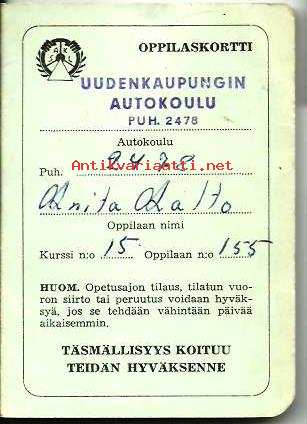 OPPILASKORTTI
UUDENKAUPUNGIN
AUTOKOULU
PUH. 2478
Autokoulu
Puh. 2420
Antikvariaatti.net
Anita Aalto
Oppilaan nimi
Kurssi n:o 15 Oppilaan n:o 155
HUOM. Opetusajon tilaus, tilatun vuo-
ron siirto tai peruutus voidaan hyväk-
syä, jos se tehdään vähintään päivää
aikaisemmin.
TÄSMÄLLISYYS KOITUU
TEIDÄN HYVÄKSENNE